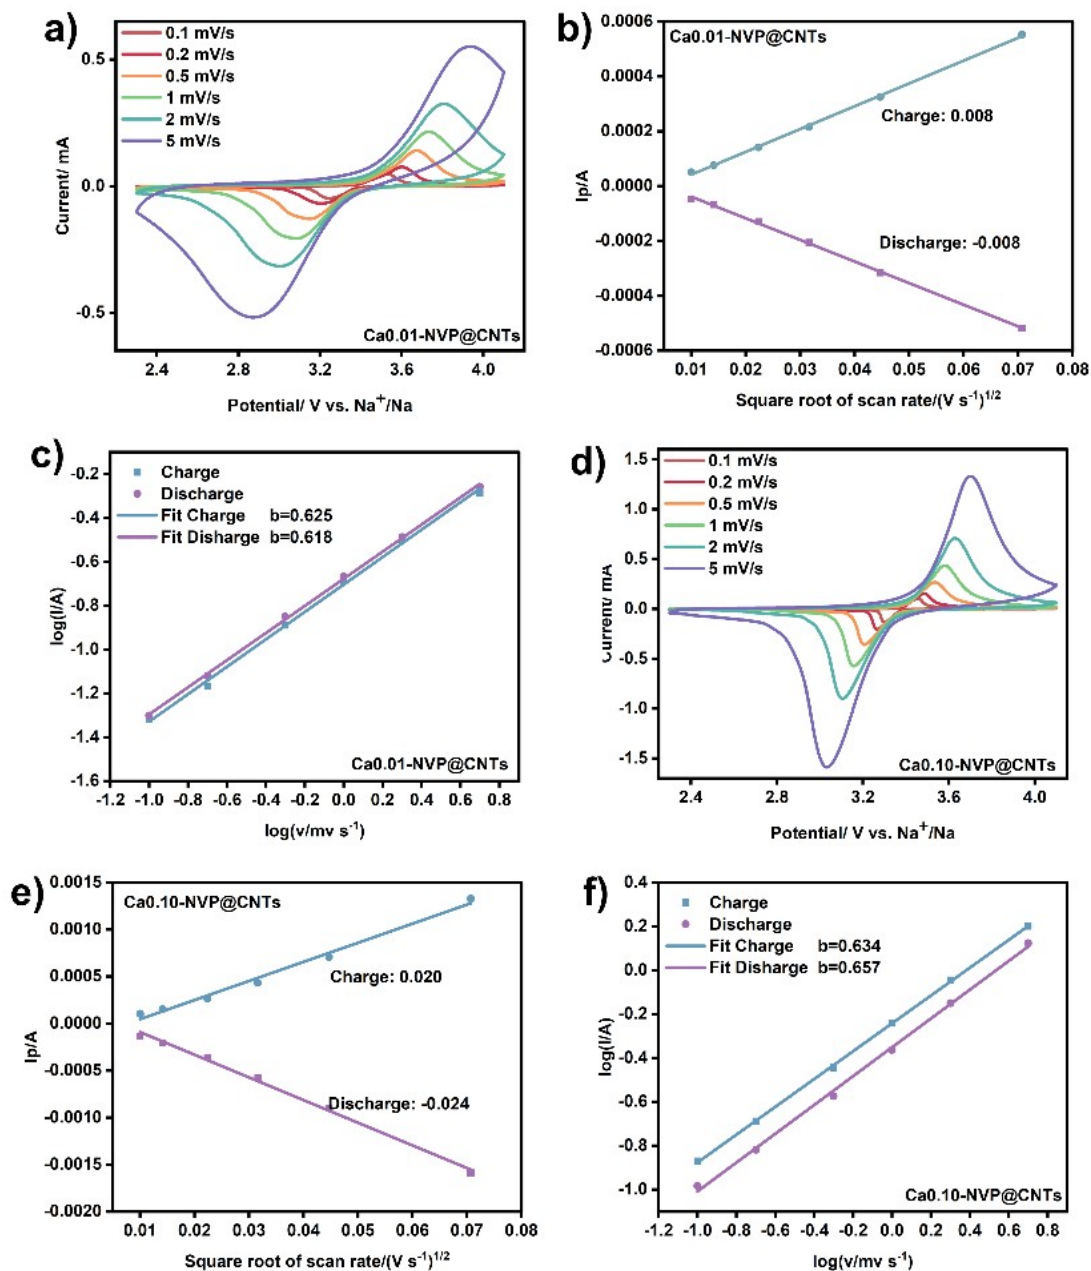 a)
0.1 mV/s
0.2 mV/s
0.5 mV/s
1 mV/s
2 mV/s
5 mV/s
0.5
0.0
-0.5
Current/ mA
Ca0.01-NVP@CNTs
2.4 2.8 3.2 3.6 4.0
Potential/ V vs. Na⁺/Na
b)
Ca0.01-NVP@CNTs
0.0006
0.0004
0.0002
0.0000
-0.0002
-0.0004
-0.0006
Ip/A
Charge: 0.008
Discharge: -0.008
0.01 0.02 0.03 0.04 0.05 0.06 0.07 0.08
Square root of scan rate/(V s⁻¹)¹/²
c)
Charge
Discharge
Fit Charge b=0.625
Fit Disharge b=0.618
-0.2
-0.4
-0.6
-0.8
-1.0
-1.2
-1.4
-1.6
log(I/A)
Ca0.01-NVP@CNTs
-1.2 -1.0 -0.8 -0.6 -0.4 -0.2 0.0 0.2 0.4 0.6 0.8
log(v/mv s⁻¹)
d)
0.1 mV/s
0.2 mV/s
0.5 mV/s
1 mV/s
2 mV/s
5 mV/s
1.5
1.0
0.5
0.0
-0.5
-1.0
-1.5
Current/ mA
Ca0.10-NVP@CNTs
2.4 2.8 3.2 3.6 4.0
Potential/ V vs. Na⁺/Na
e)
Ca0.10-NVP@CNTs
0.0015
0.0010
0.0005
0.0000
-0.0005
-0.0010
-0.0015
-0.0020
Ip/A
Charge: 0.020
Discharge: -0.024
0.01 0.02 0.03 0.04 0.05 0.06 0.07 0.08
Square root of scan rate/(V s⁻¹)¹/²
f)
Charge
Discharge
Fit Charge b=0.634
Fit Disharge b=0.657
0.4
0.2
0.0
-0.2
-0.4
-0.6
-0.8
-1.0
log(I/A)
Ca0.10-NVP@CNTs
-1.2 -1.0 -0.8 -0.6 -0.4 -0.2 0.0 0.2 0.4 0.6 0.8
log(v/mv s⁻¹)